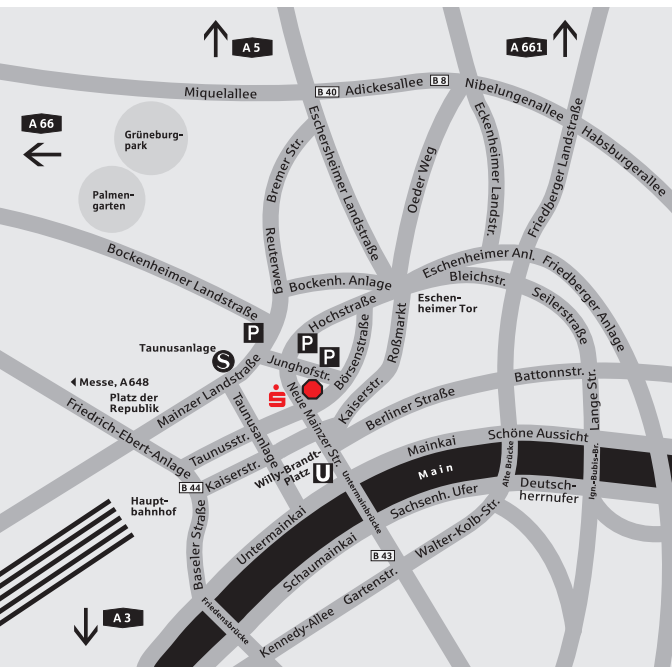 A 5
A 661
Miquelallee
B 40
Adickesallee
B 8
Nibelungenallee
Habsburgerallee
A 66
Grüneburg-
park
Palmen-
garten
Bremer Str.
Eschersheimer Landstraße
Oeder Weg
Eckenheimer Landstr.
Friedberger Landstraße
Bockenheimer Landstraße
Reuterweg
Bockenh. Anlage
Eschenheimer Anl.
Friedberger Anlage
Bleichstr.
Seilerstraße
Hochstraße
Eschen-
heimer Tor
P
P
P
Taunusanlage
S
Junghofstr.
Börsenstraße
Roßmarkt
Messe, A648
Platz der
Republik
Mainzer Landstraße
Kaiserstr.
Battonnstr.
Lange Str.
Berliner Straße
Friedrich-Ebert-Anlage
Taunusstr.
Taunusanlage
Neue Mainzer Str.
Mainkai
Schöne Aussicht
B 44
Kaiserstr.
Willy-Brandt-
Platz
U
Main
Alte Brücke
Ign.-Bubis-Br.
Haupt-
bahnhof
Untermainbrücke
Sachsenh. Ufer
Deutsch-
herrnufer
Baseler Straße
Untermainkai
Schaumainkai
B 43
Walter-Kolb-Str.
Gartenstr.
Kennedy-Allee
Friedensbrücke
A 3